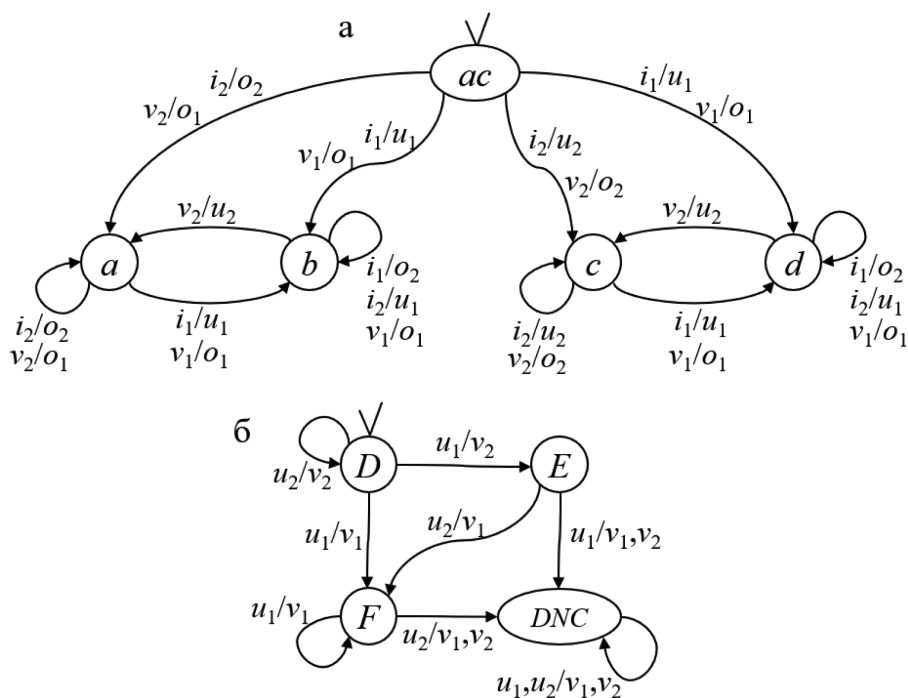 а
ac
i₂/o₂
v₂/o₁
i₁/u₁
v₁/o₁
i₂/u₂
v₂/o₂
i₁/u₁
v₁/o₁
v₂/u₂
v₂/u₂
a
b
c
d
i₂/o₂
v₂/o₁
i₁/u₁
v₁/o₁
i₁/o₂
i₂/u₁
v₁/o₁
i₂/u₂
v₂/o₂
i₁/u₁
v₁/o₁
i₁/o₂
i₂/u₁
v₁/o₁
б
u₂/v₂
D
u₁/v₂
E
u₁/v₁
u₂/v₁
u₁/v₁,v₂
u₁/v₁
F
u₂/v₁,v₂
DNC
u₁,u₂/v₁,v₂